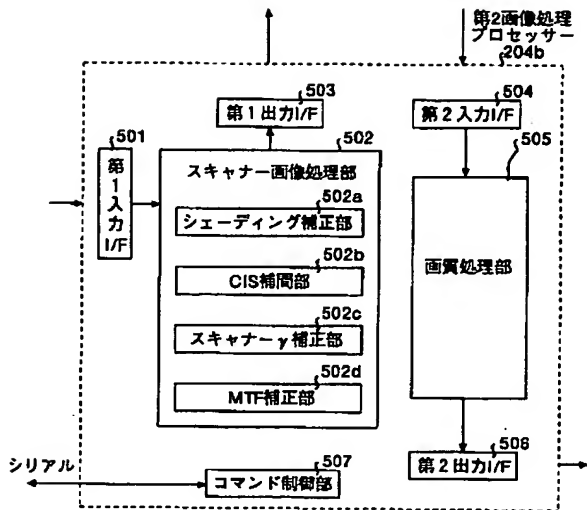 第2画像処理
プロセッサー
204b
503
第1出力I/F
504
第2入力I/F
501
第1入力I/F
502
スキャナー画像処理部
505
502a
シェーディング補正部
502b
CIS補間部
画質処理部
502c
スキャナーγ補正部
502d
MTF補正部
シリアル
507
コマンド制御部
506
第2出力I/F